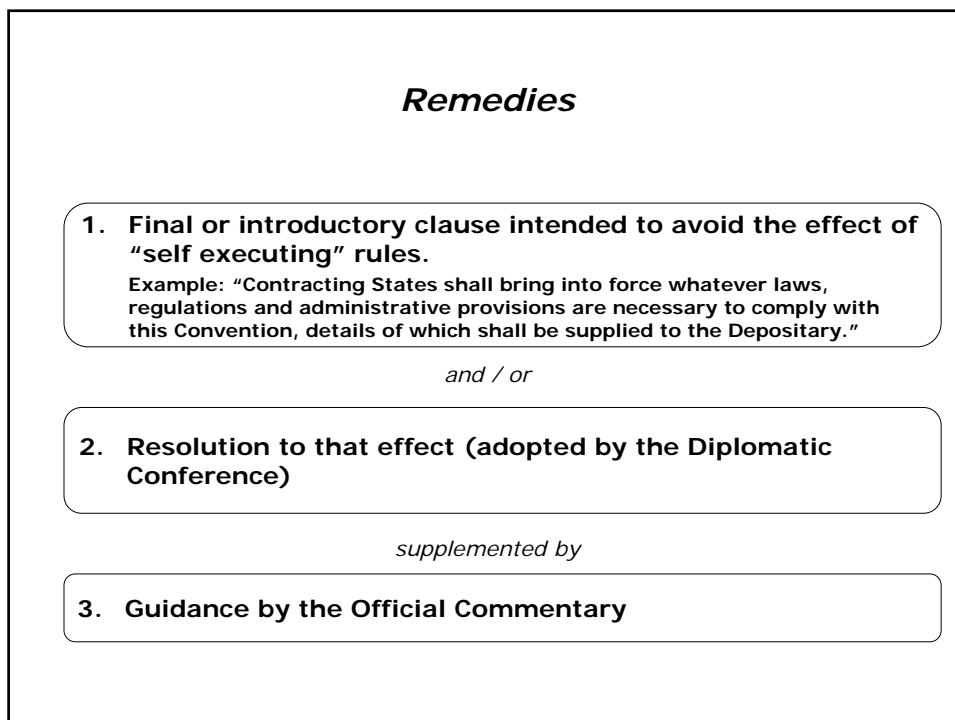 Remedies
1. Final or introductory clause intended to avoid the effect of
“self executing” rules.
Example: “Contracting States shall bring into force whatever laws,
regulations and administrative provisions are necessary to comply with
this Convention, details of which shall be supplied to the Depositary.”
and / or
2. Resolution to that effect (adopted by the Diplomatic
Conference)
supplemented by
3. Guidance by the Official Commentary